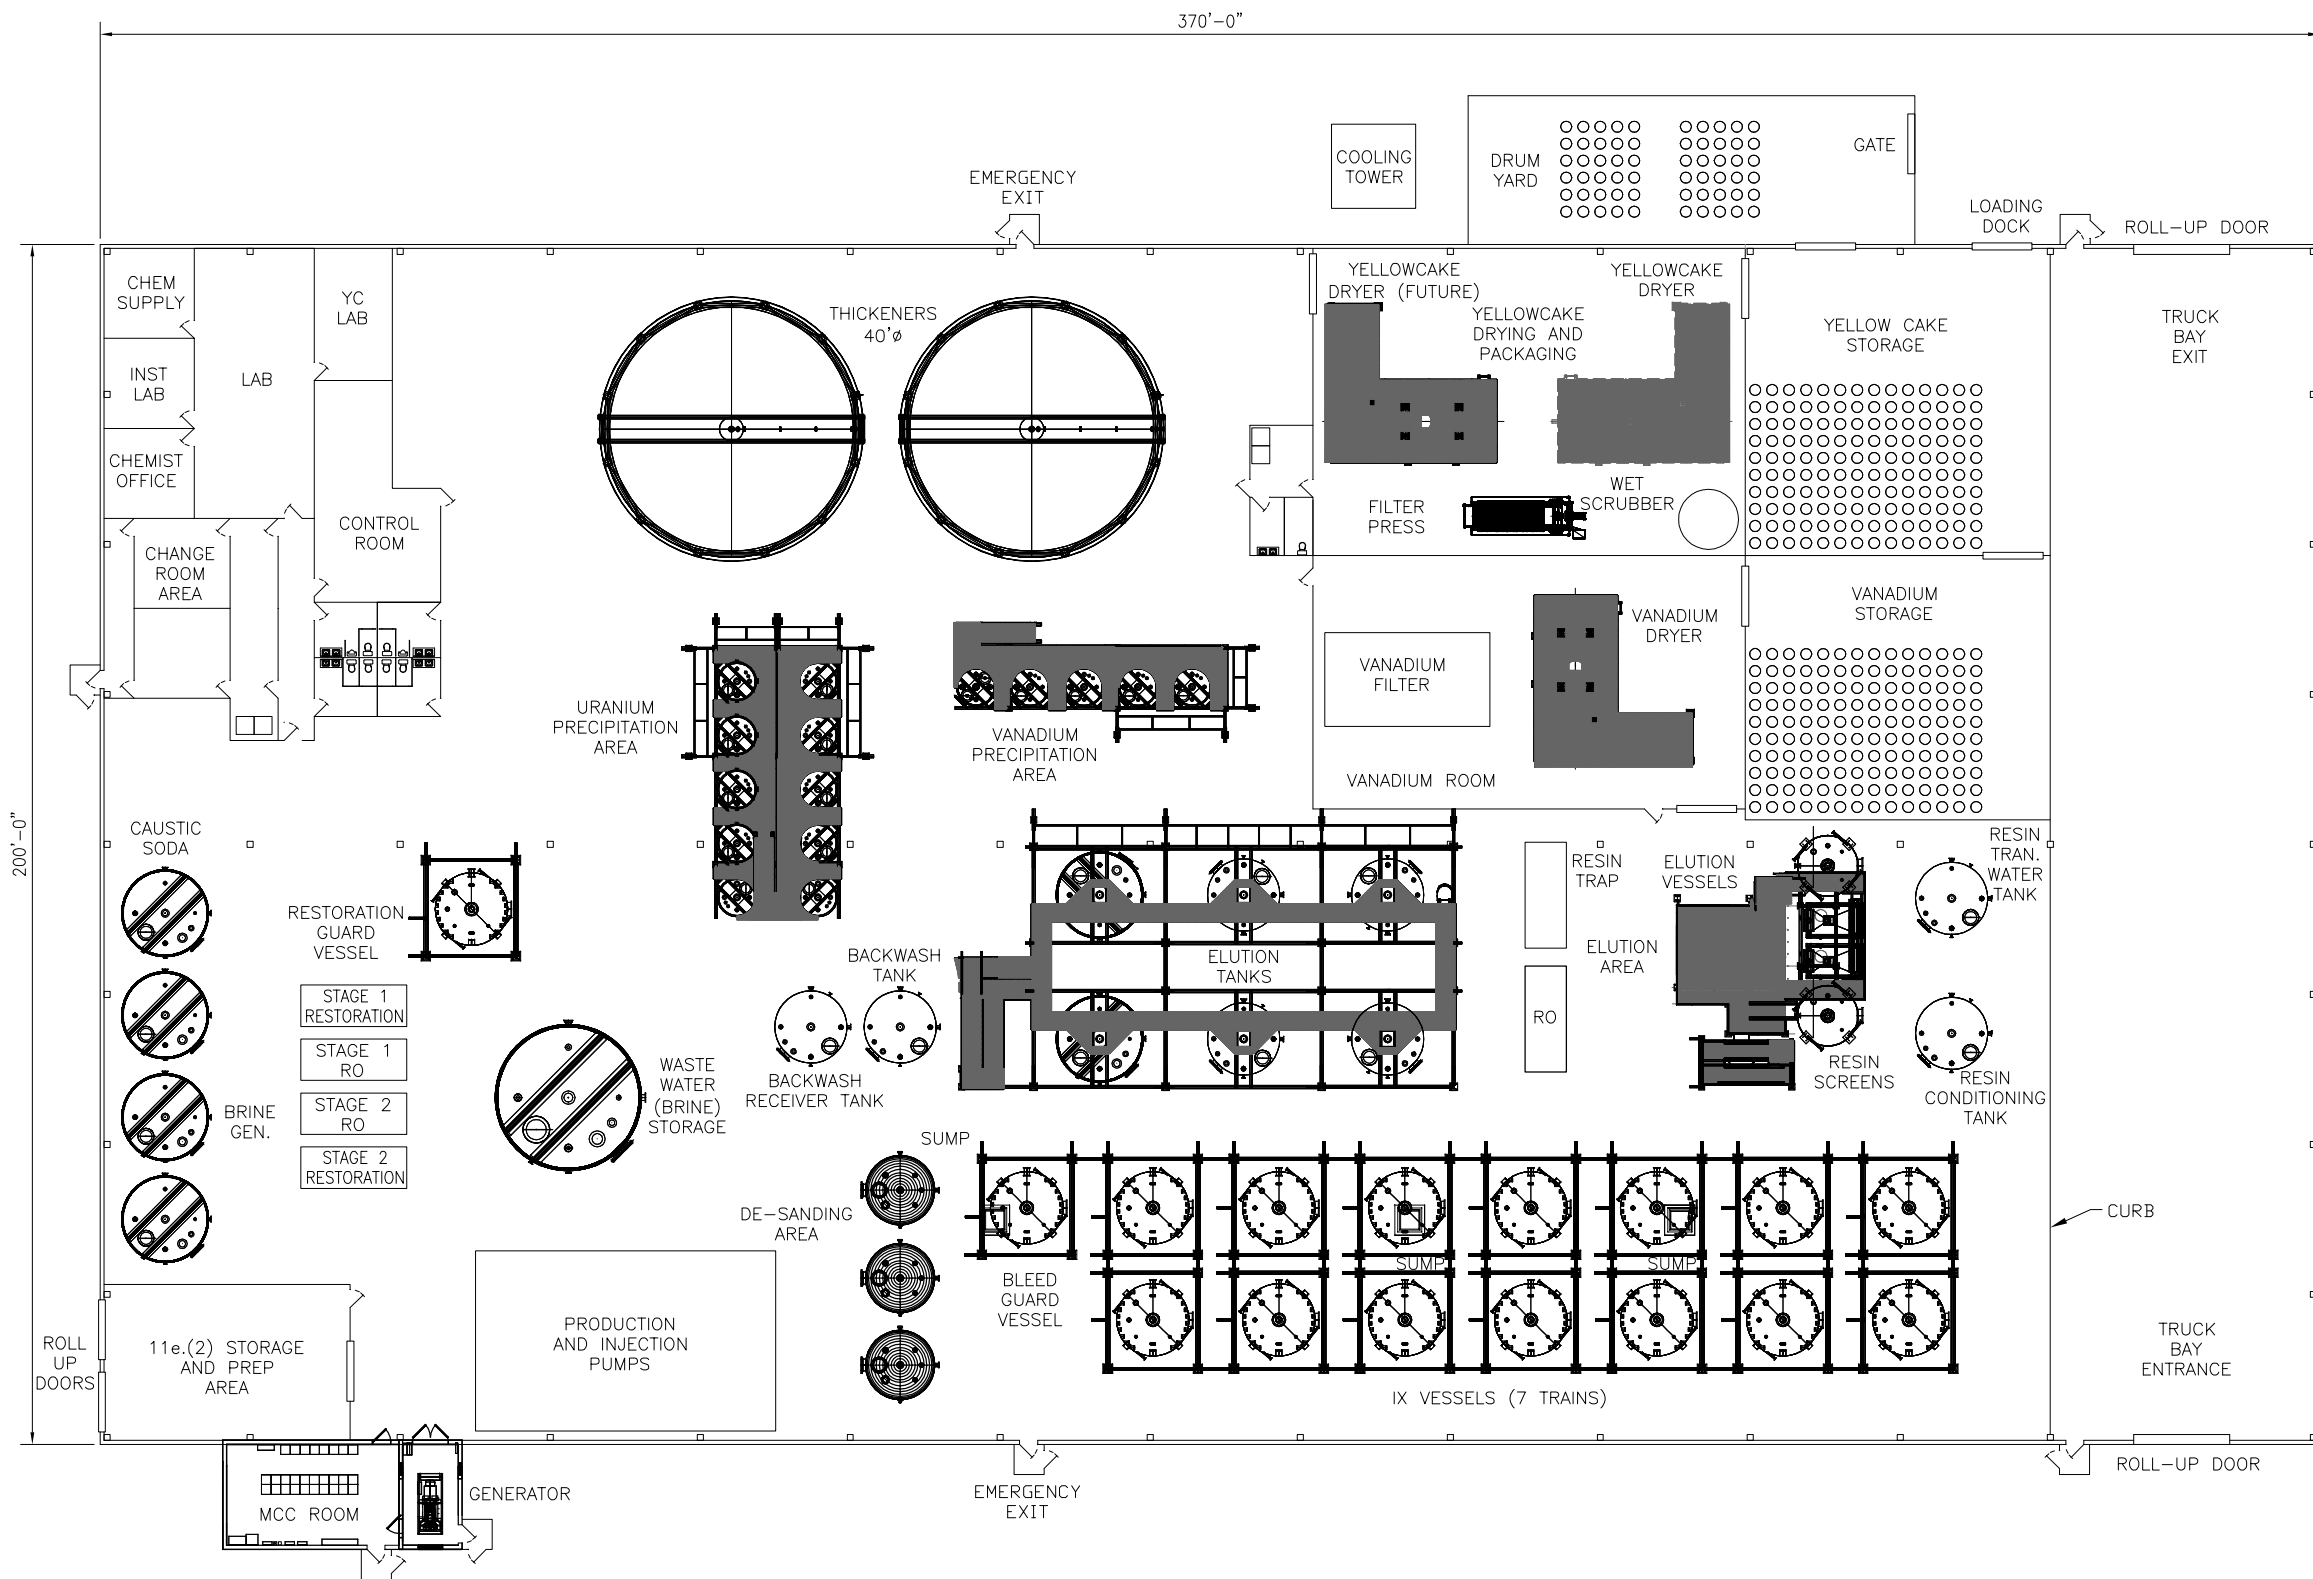 370'-0"
COOLING
TOWER
DRUM
YARD
GATE
EMERGENCY
EXIT
LOADING
DOCK
ROLL-UP DOOR
CHEM
SUPPLY
YC
LAB
THICKENERS
40'ø
YELLOWCAKE
DRYER (FUTURE)
YELLOWCAKE
DRYER
YELLOWCAKE
DRYING AND
PACKAGING
YELLOW CAKE
STORAGE
TRUCK
BAY
EXIT
INST
LAB
LAB
CHEMIST
OFFICE
CONTROL
ROOM
FILTER
PRESS
WET
SCRUBBER
CHANGE
ROOM
AREA
VANADIUM
STORAGE
VANADIUM
DRYER
VANADIUM
FILTER
URANIUM
PRECIPITATION
AREA
VANADIUM
PRECIPITATION
AREA
VANADIUM ROOM
200'-0"
CAUSTIC
SODA
RESIN
TRAP
ELUTION
VESSELS
RESIN
TRAN.
WATER
TANK
RESTORATION
GUARD
VESSEL
BACKWASH
TANK
ELUTION
TANKS
ELUTION
AREA
STAGE 1
RESTORATION
RO
STAGE 1
RO
WASTE
WATER
(BRINE)
STORAGE
BACKWASH
RECEIVER TANK
RESIN
SCREENS
RESIN
CONDITIONING
TANK
BRINE
GEN.
STAGE 2
RO
STAGE 2
RESTORATION
SUMP
DE-SANDING
AREA
CURB
SUMP
SUMP
BLEED
GUARD
VESSEL
ROLL
UP
DOORS
11e.(2) STORAGE
AND PREP
AREA
PRODUCTION
AND INJECTION
PUMPS
TRUCK
BAY
ENTRANCE
IX VESSELS (7 TRAINS)
ROLL-UP DOOR
GENERATOR
MCC ROOM
EMERGENCY
EXIT